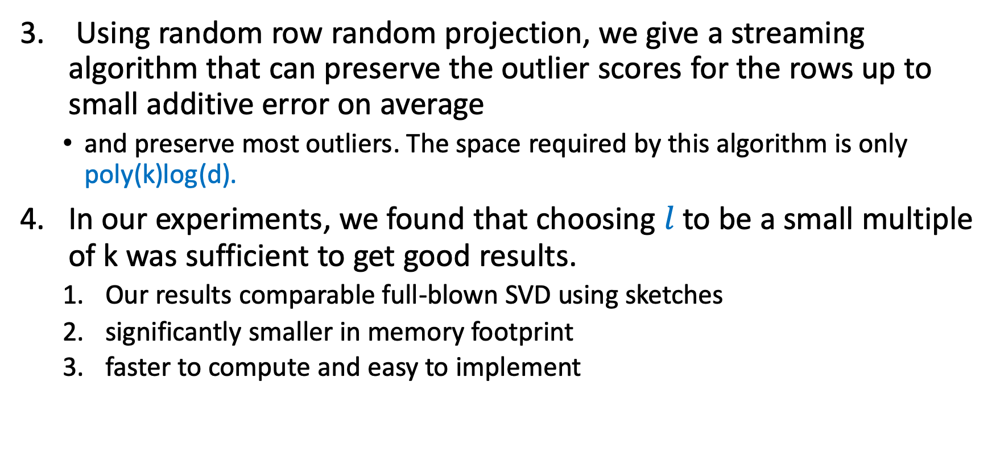 3. Using random row random projection, we give a streaming
algorithm that can preserve the outlier scores for the rows up to
small additive error on average
• and preserve most outliers. The space required by this algorithm is only
poly(k)log(d).
4. In our experiments, we found that choosing l to be a small multiple
of k was sufficient to get good results.
1. Our results comparable full-blown SVD using sketches
2. significantly smaller in memory footprint
3. faster to compute and easy to implement